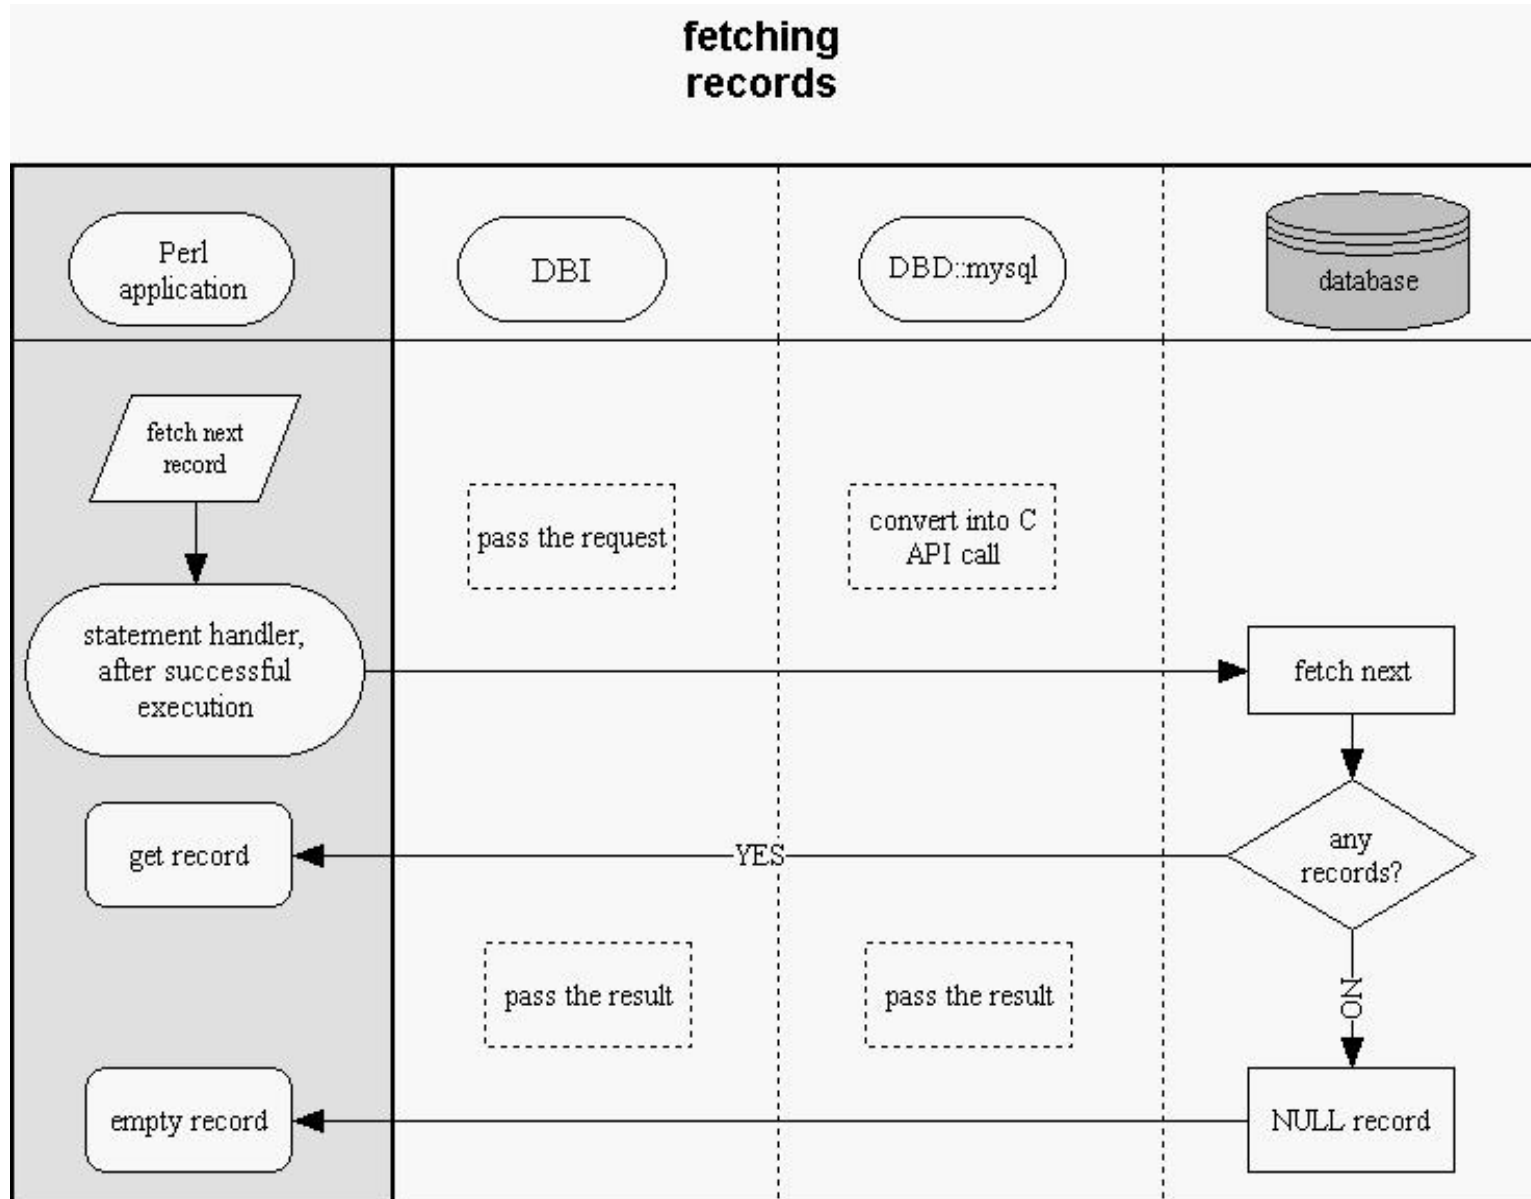 fetching
records
Perl
application
DBI
DBD::mysql
database
fetch next
record
pass the request
convert into C
API call
statement handler,
after successful
execution
fetch next
get record
YES
any
records?
pass the result
pass the result
NO
empty record
NULL record